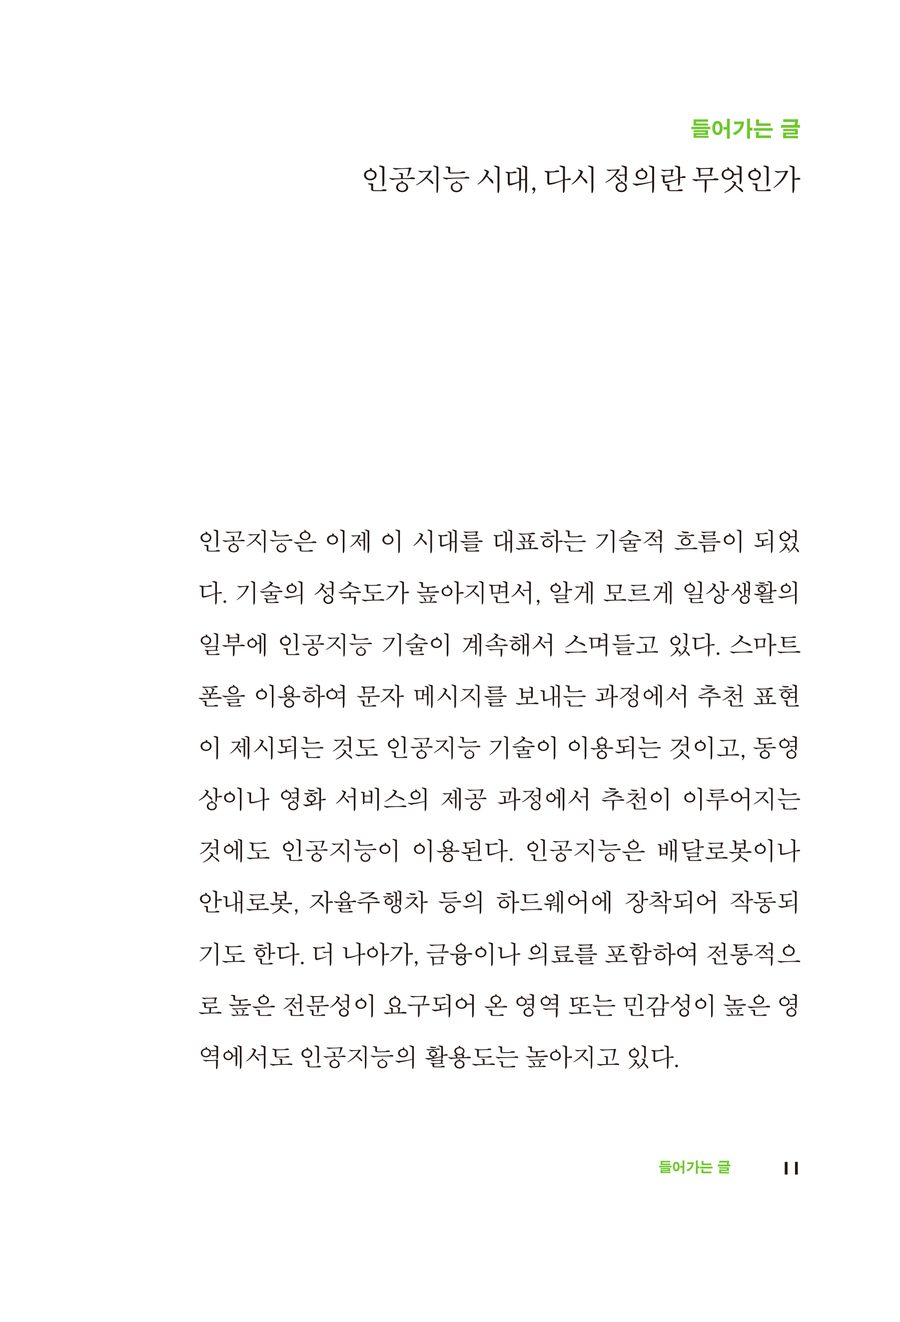 들어가는 글
인공지능 시대, 다시 정의란 무엇인가
인공지능은 이제 이 시대를 대표하는 기술적 흐름이 되었
다. 기술의 성숙도가 높아지면서, 알게 모르게 일상생활의
일부에 인공지능 기술이 계속해서 스며들고 있다. 스마트
폰을 이용하여 문자 메시지를 보내는 과정에서 추천 표현
이 제시되는 것도 인공지능 기술이 이용되는 것이고, 동영
상이나 영화 서비스의 제공 과정에서 추천이 이루어지는
것에도 인공지능이 이용된다. 인공지능은 배달로봇이나
안내로봇, 자율주행차 등의 하드웨어에 장착되어 작동되
기도 한다. 더 나아가, 금융이나 의료를 포함하여 전통적으
로 높은 전문성이 요구되어 온 영역 또는 민감성이 높은 영
역에서도 인공지능의 활용도는 높아지고 있다.
들어가는 글 11